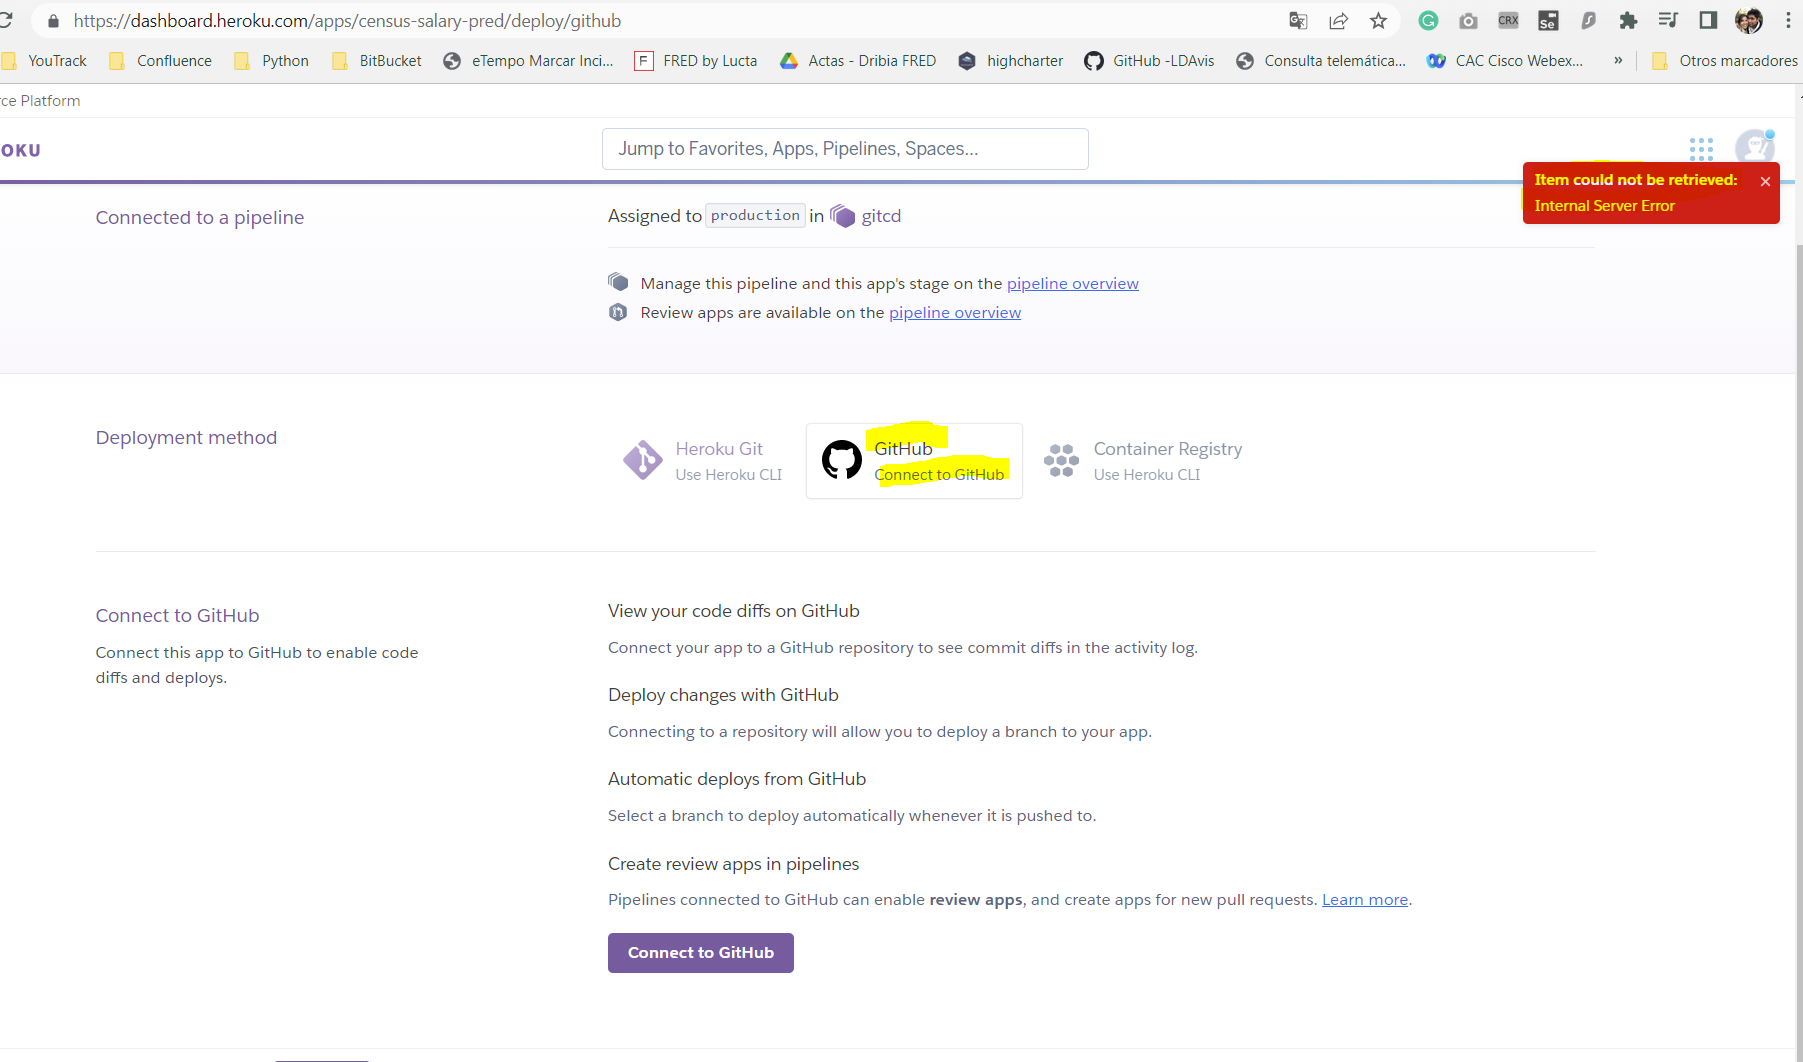 https://dashboard.heroku.com/apps/census-salary-pred/deploy/github
CRX
Se
YouTrack
Confluence
Python
BitBucket
eTempo Marcar Inci...
F
FRED by Lucta
Actas - Dribia FRED
highcharter
GitHub -LDAvis
Consulta telemática...
CAC Cisco Webex...
»
Otros marcadores
rce Platform
OKU
Jump to Favorites, Apps, Pipelines, Spaces...
Item could not be retrieved:
Internal Server Error
Connected to a pipeline
Assigned to production in gitcd
Manage this pipeline and this app's stage on the pipeline overview
Review apps are available on the pipeline overview
Deployment method
Heroku Git
Use Heroku CLI
GitHub
Connect to GitHub
Container Registry
Use Heroku CLI
Connect to GitHub
Connect this app to GitHub to enable code
diffs and deploys.
View your code diffs on GitHub
Connect your app to a GitHub repository to see commit diffs in the activity log.
Deploy changes with GitHub
Connecting to a repository will allow you to deploy a branch to your app.
Automatic deploys from GitHub
Select a branch to deploy automatically whenever it is pushed to.
Create review apps in pipelines
Pipelines connected to GitHub can enable review apps, and create apps for new pull requests. Learn more.
Connect to GitHub